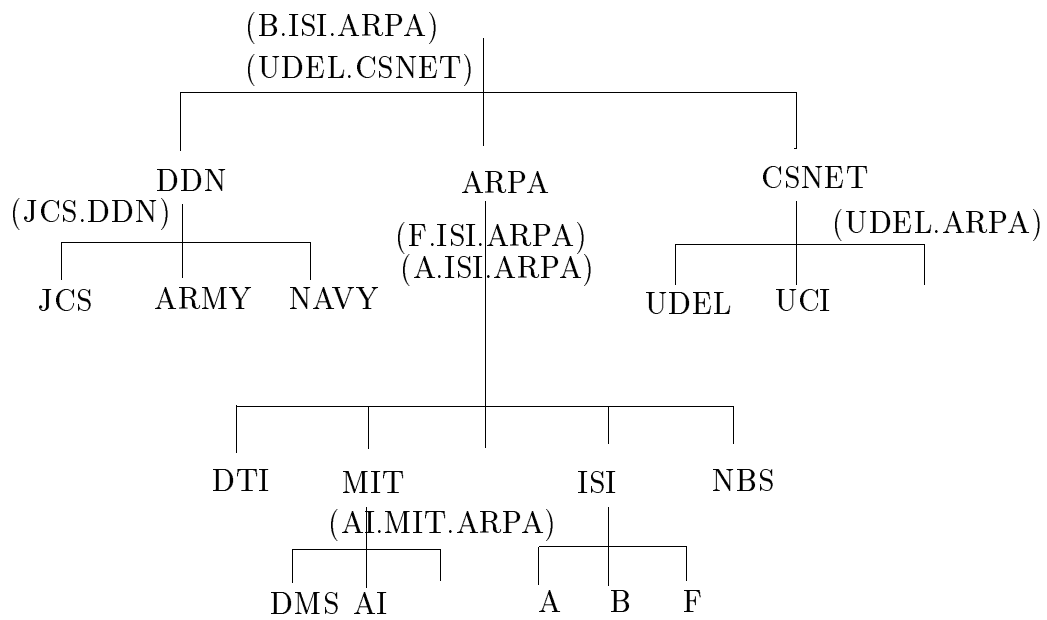 (B.ISI.ARPA)
(UDEL.CSNET)
DDN ARPA CSNET
(JCS.DDN) (UDEL.ARPA)
(F.ISI.ARPA)
(A.ISI.ARPA)
JCS ARMY NAVY UDEL UCI
DTI MIT ISI NBS
(AI.MIT.ARPA)
DMS AI A B F